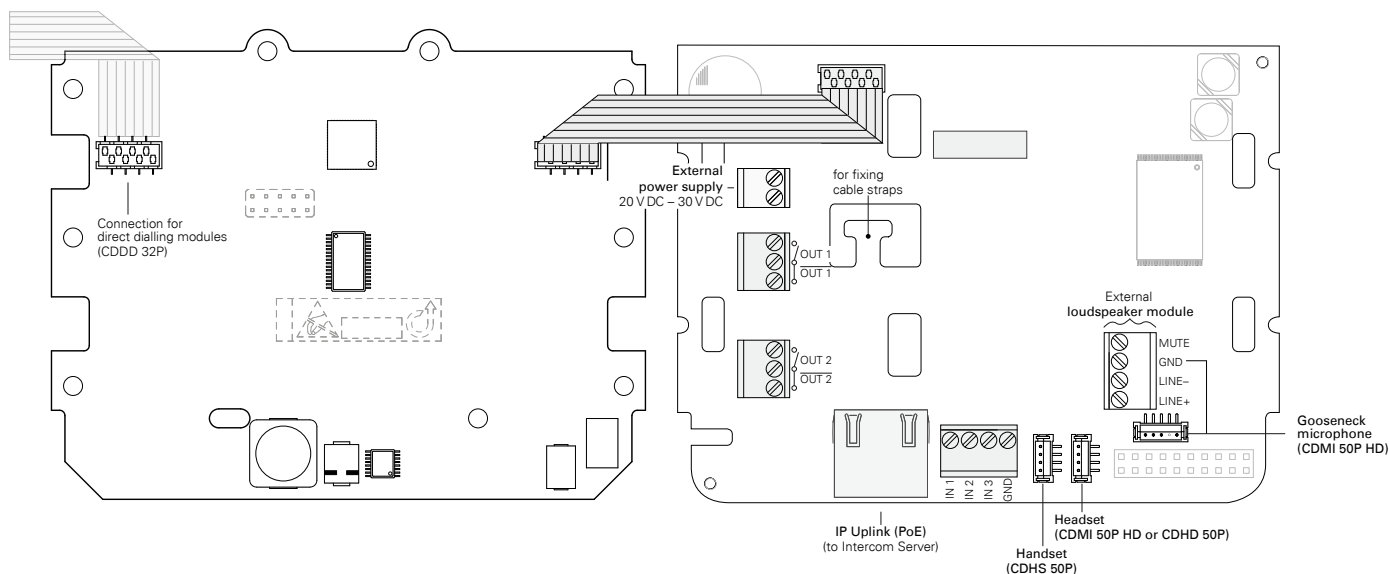 Connection for
direct dialling modules
(CDDD 32P)
External
power supply
20 V DC – 30 V DC
for fixing
cable straps
OUT 1
OUT 1
OUT 2
OUT 2
External
loudspeaker module
MUTE
GND
LINE–
LINE+
Gooseneck
microphone
(CDMI 50P HD)
IN 1
IN 2
IN 3
GND
IP Uplink (PoE)
(to Intercom Server)
Headset
(CDMI 50P HD or CDHD 50P)
Handset
(CDHS 50P)